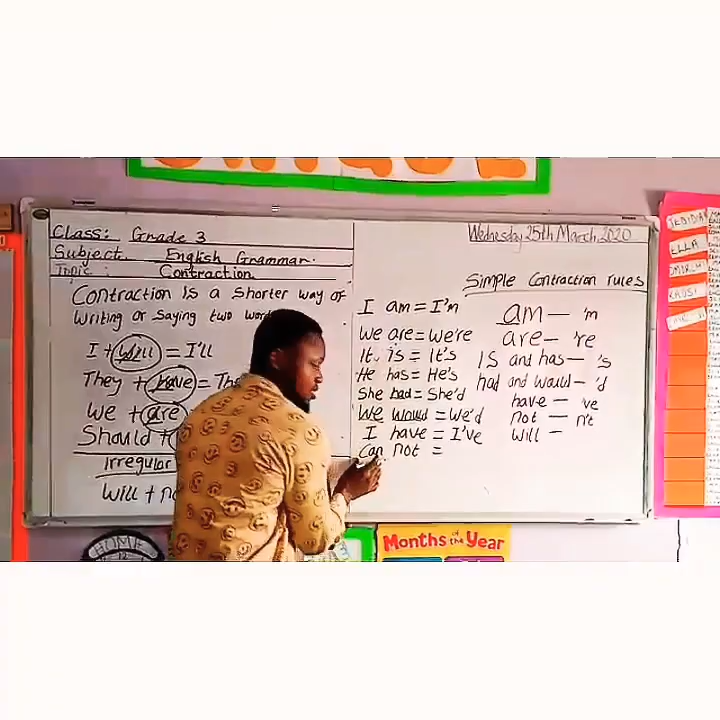 Class: Grade 3
Subject. English Grammar.
Topic: Contraction
Contraction is a shorter way of
writing or saying two
I + will = I'll
They + have =
We + are =
Should +
Irregular
Will +
Wednesday 25th March, 2020
Simple Contraction rules
I am = I'm
We are = We're
It. is = It's
He has = He's
She had = She'd
We would = We'd
I have = I've
Can not =
am — 'm
are — 're
IS and has — 's
had and would — 'd
have — 've
not — n't
will —
HOME
Months of the Year
ELLA